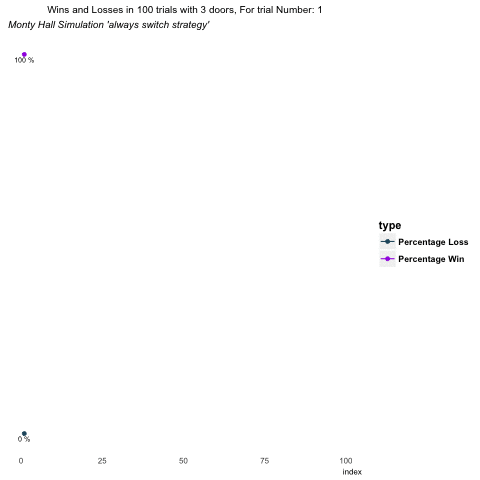 Wins and Losses in 100 trials with 3 doors, For trial Number: 1
Monty Hall Simulation 'always switch strategy'
100 %
type
Percentage Loss
Percentage Win
0 %
0 25 50 75 100
index